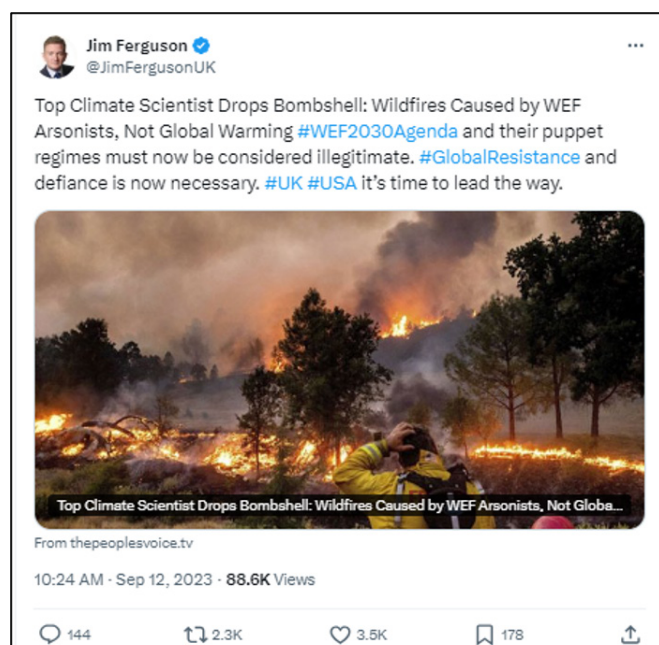 Jim Ferguson
@JimFergusonUK
Top Climate Scientist Drops Bombshell: Wildfires Caused by WEF
Arsonists, Not Global Warming #WEF2030Agenda and their puppet
regimes must now be considered illegitimate. #GlobalResistance and
defiance is now necessary. #UK #USA it's time to lead the way.
Top Climate Scientist Drops Bombshell: Wildfires Caused by WEF Arsonists, Not Globa...
From thepeoplesvoice.tv
10:24 AM · Sep 12, 2023 · 88.6K Views
144 2.3K 3.5K 178